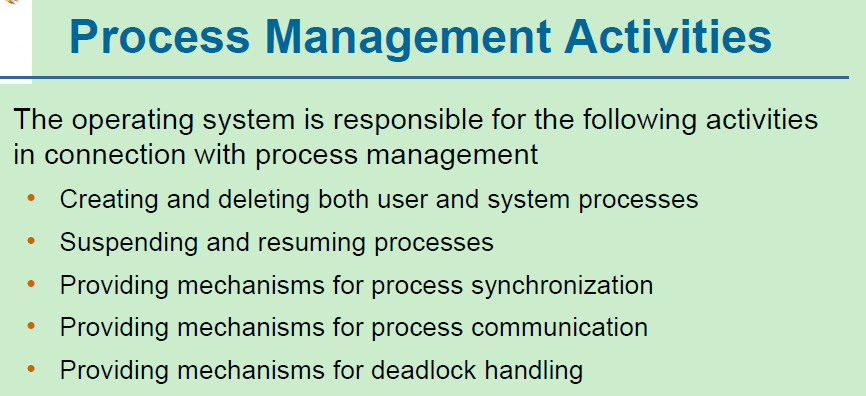 Process Management Activities
The operating system is responsible for the following activities
in connection with process management
• Creating and deleting both user and system processes
• Suspending and resuming processes
• Providing mechanisms for process synchronization
• Providing mechanisms for process communication
• Providing mechanisms for deadlock handling